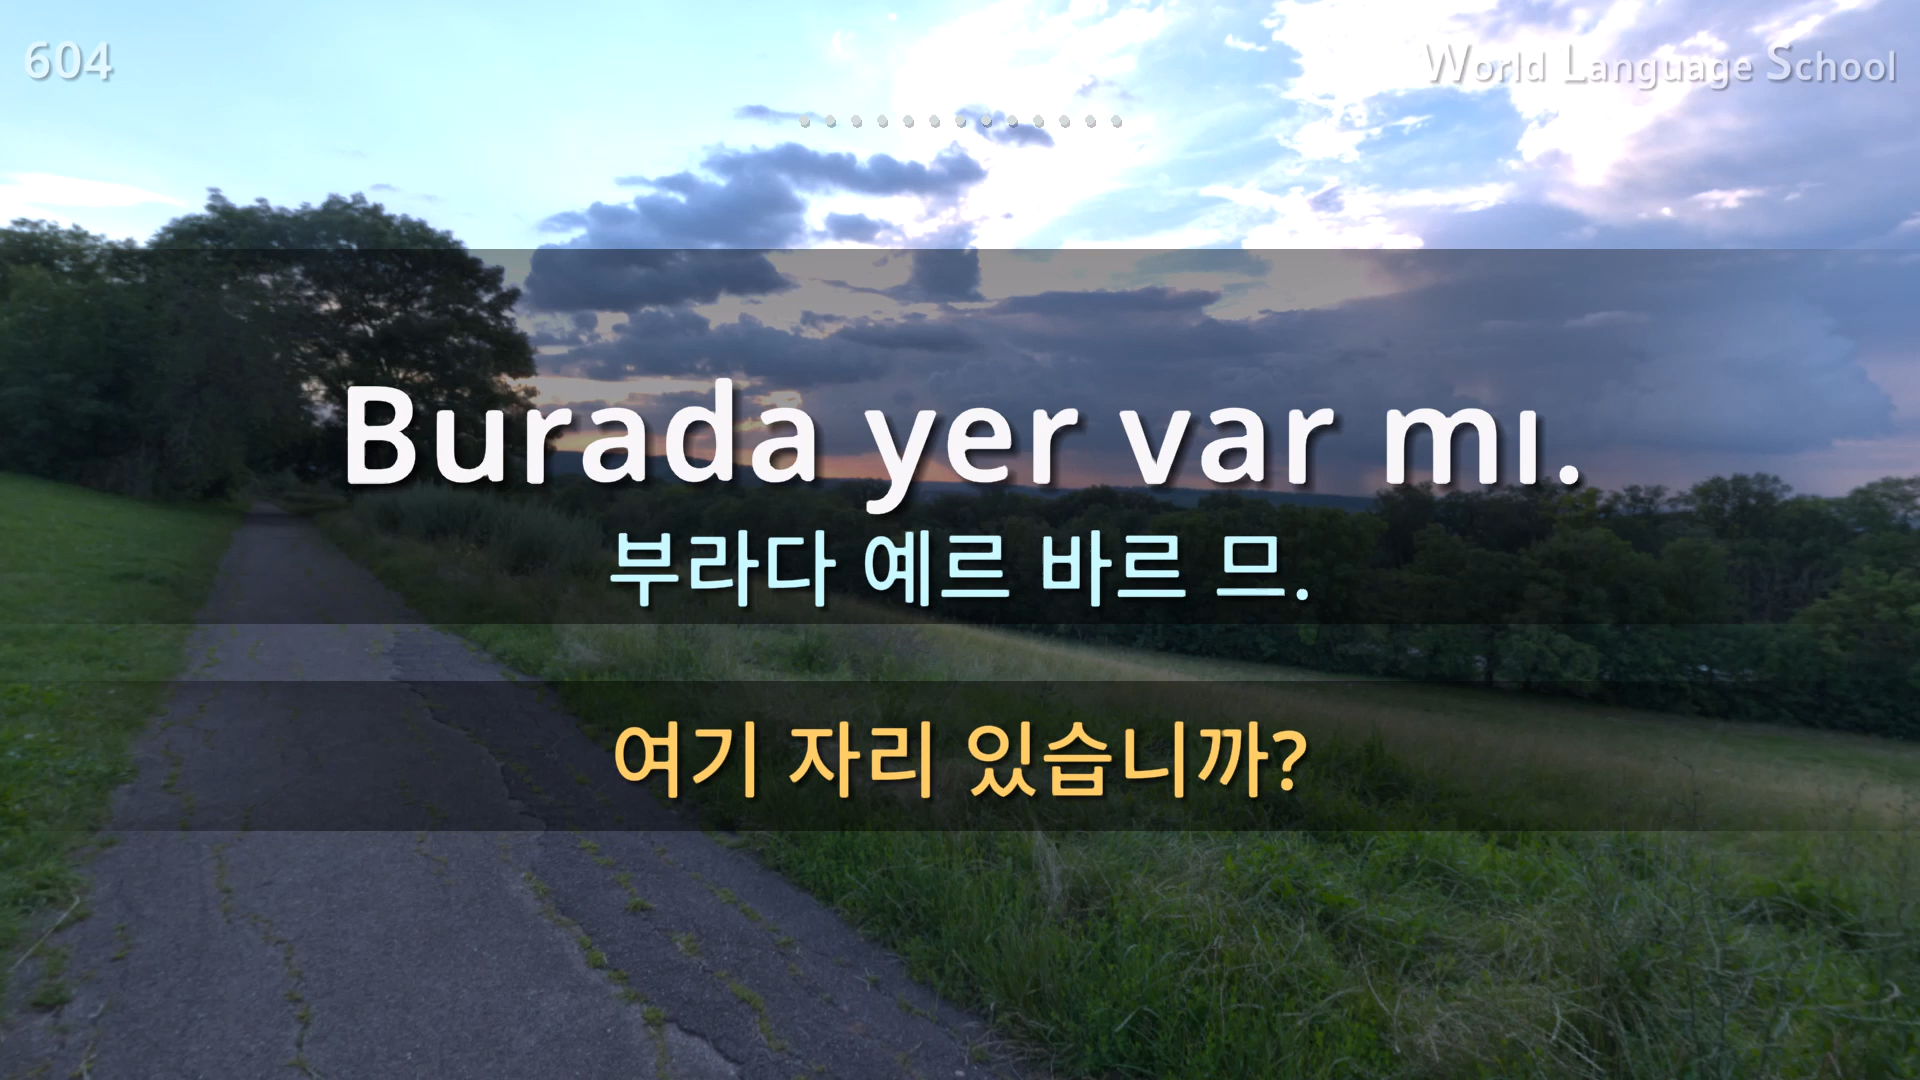 604
World Language School
Burada yer var mı.
부라다 예르 바르 므.
여기 자리 있습니까?